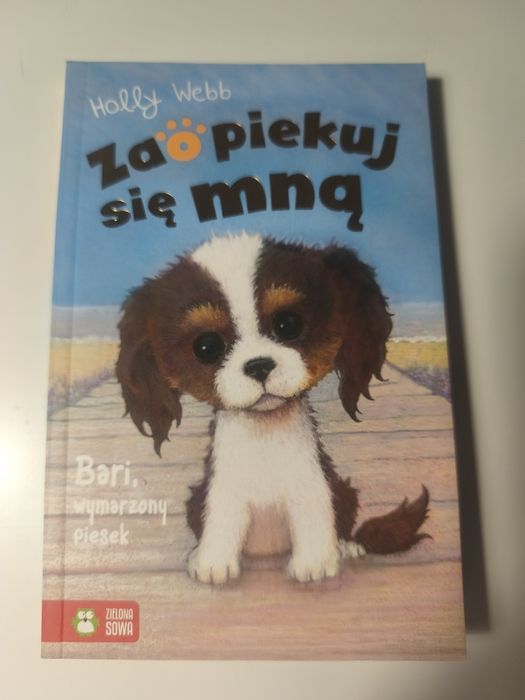 Holly Webb
Zaopiekuj
się mną
Bari,
wymarzony
piesek
ZIELONA
SOWA